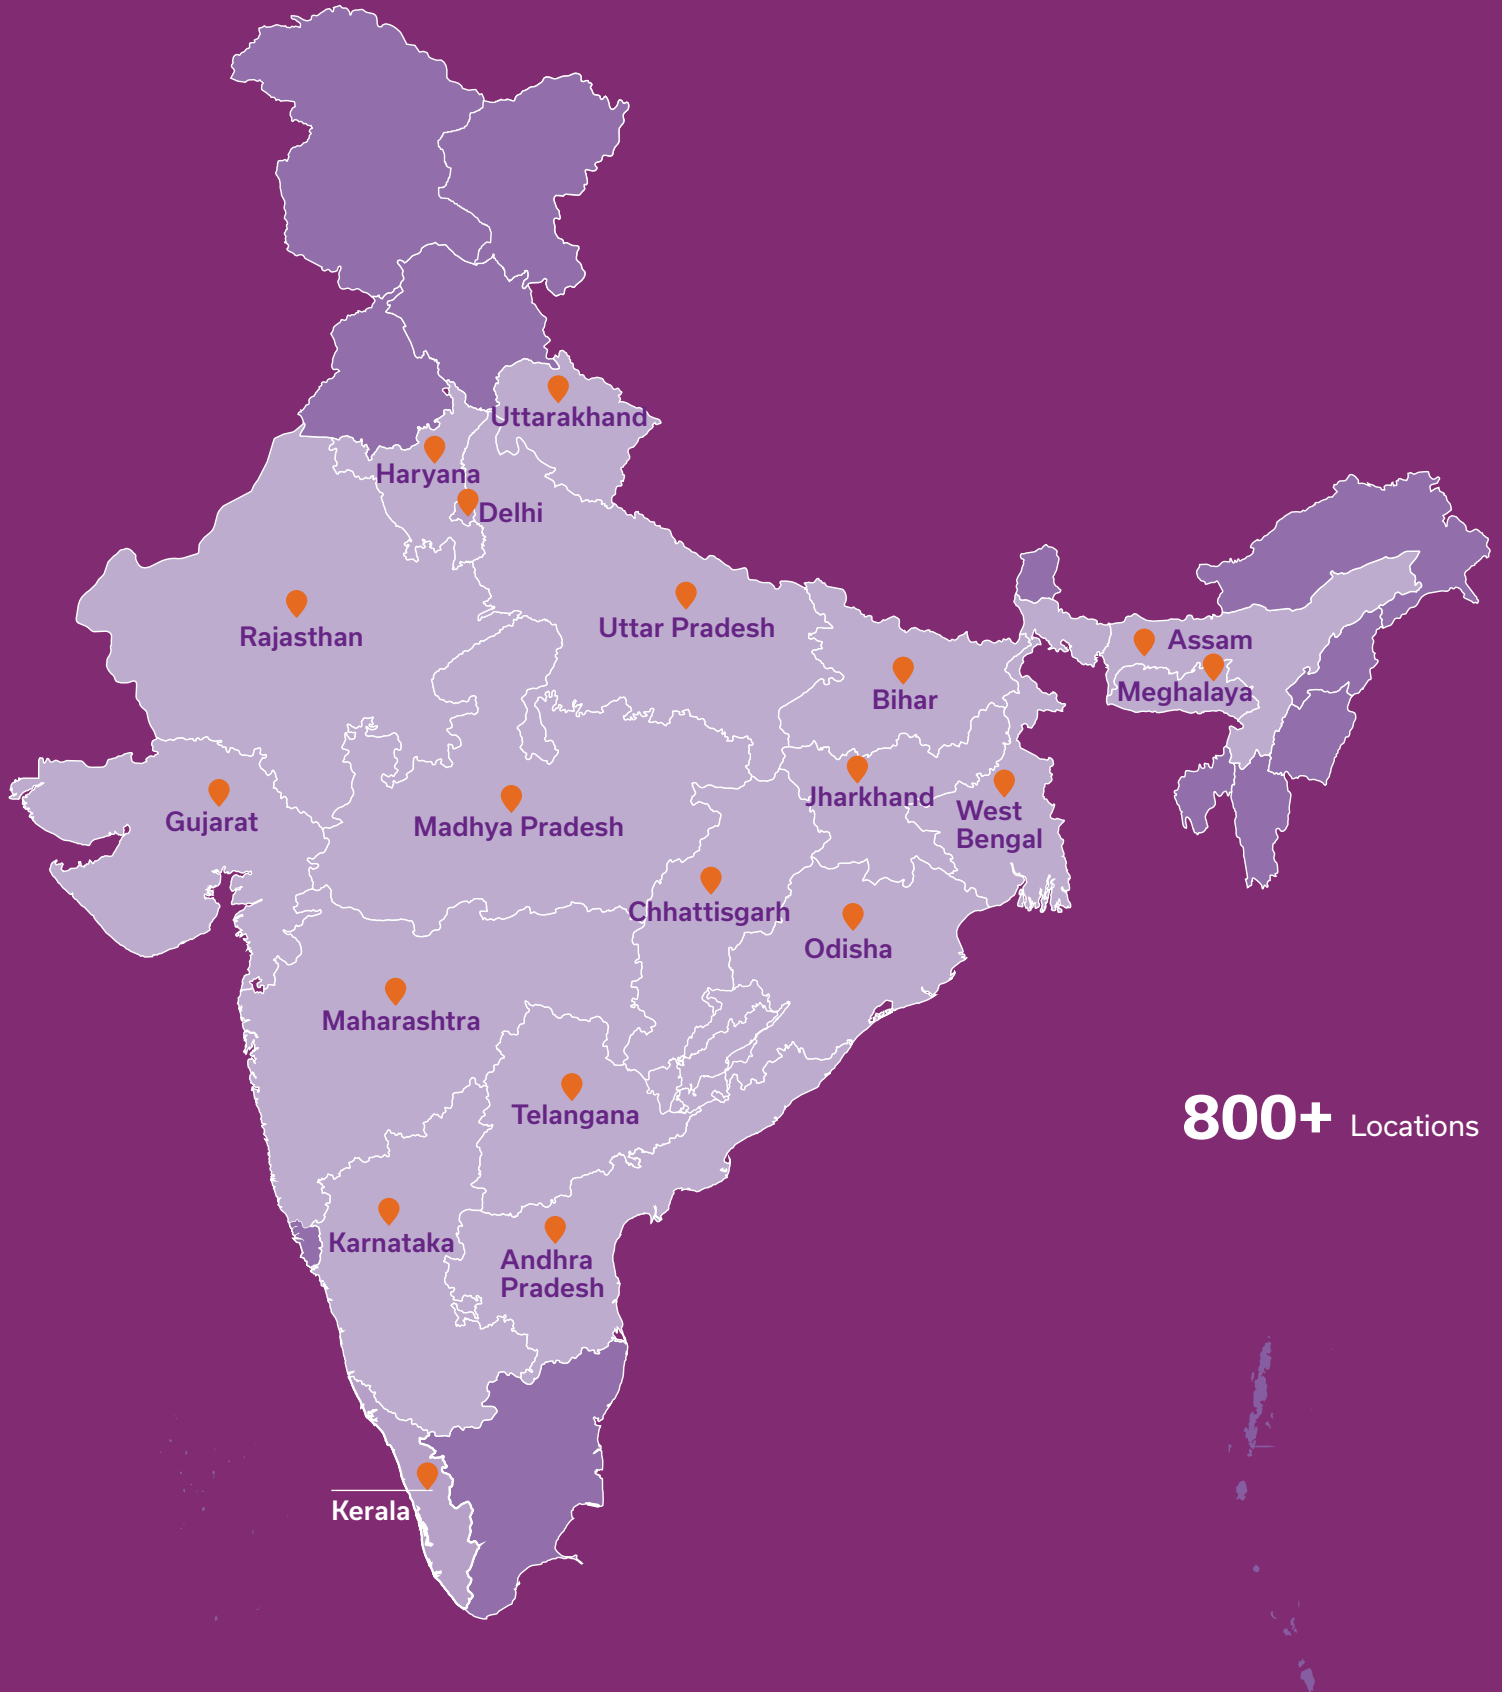 Uttarakhand
Haryana
Delhi
Rajasthan
Uttar Pradesh
Assam
Meghalaya
Bihar
Gujarat
Madhya Pradesh
Jharkhand
West
Bengal
Chhattisgarh
Odisha
Maharashtra
Telangana
800+ Locations
Karnataka
Andhra
Pradesh
Kerala